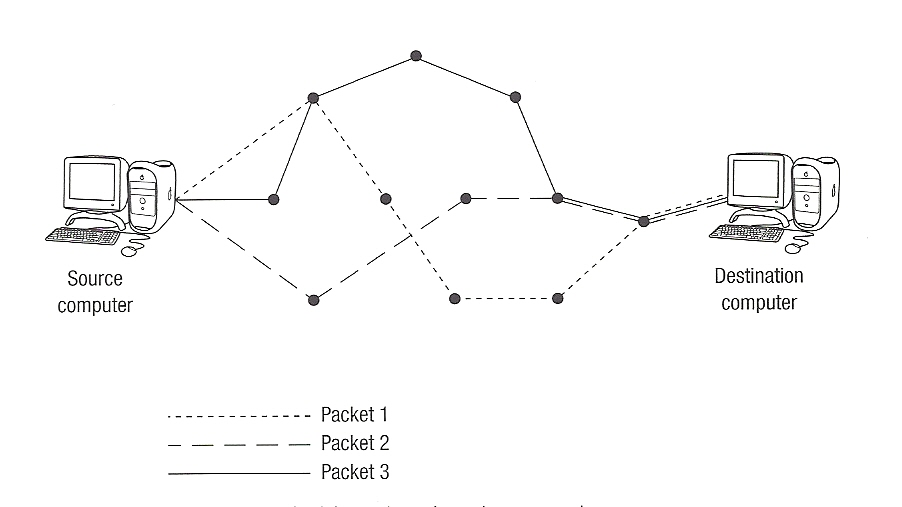 Source
computer
Destination
computer
Packet 1
Packet 2
Packet 3